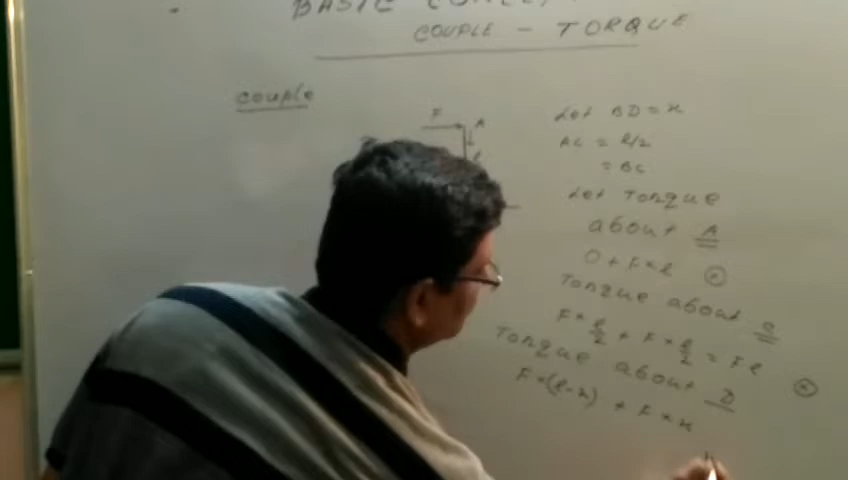 BASIC
COUPLE - TORQUE
couple
F A
l
Let BD = x
AC = l/2
= BC
Let Torque
about A
0 + F × l
Torque about C
F × l/2 + F × l/2 = Fl
Torque about D
F × (l-x) + F × x